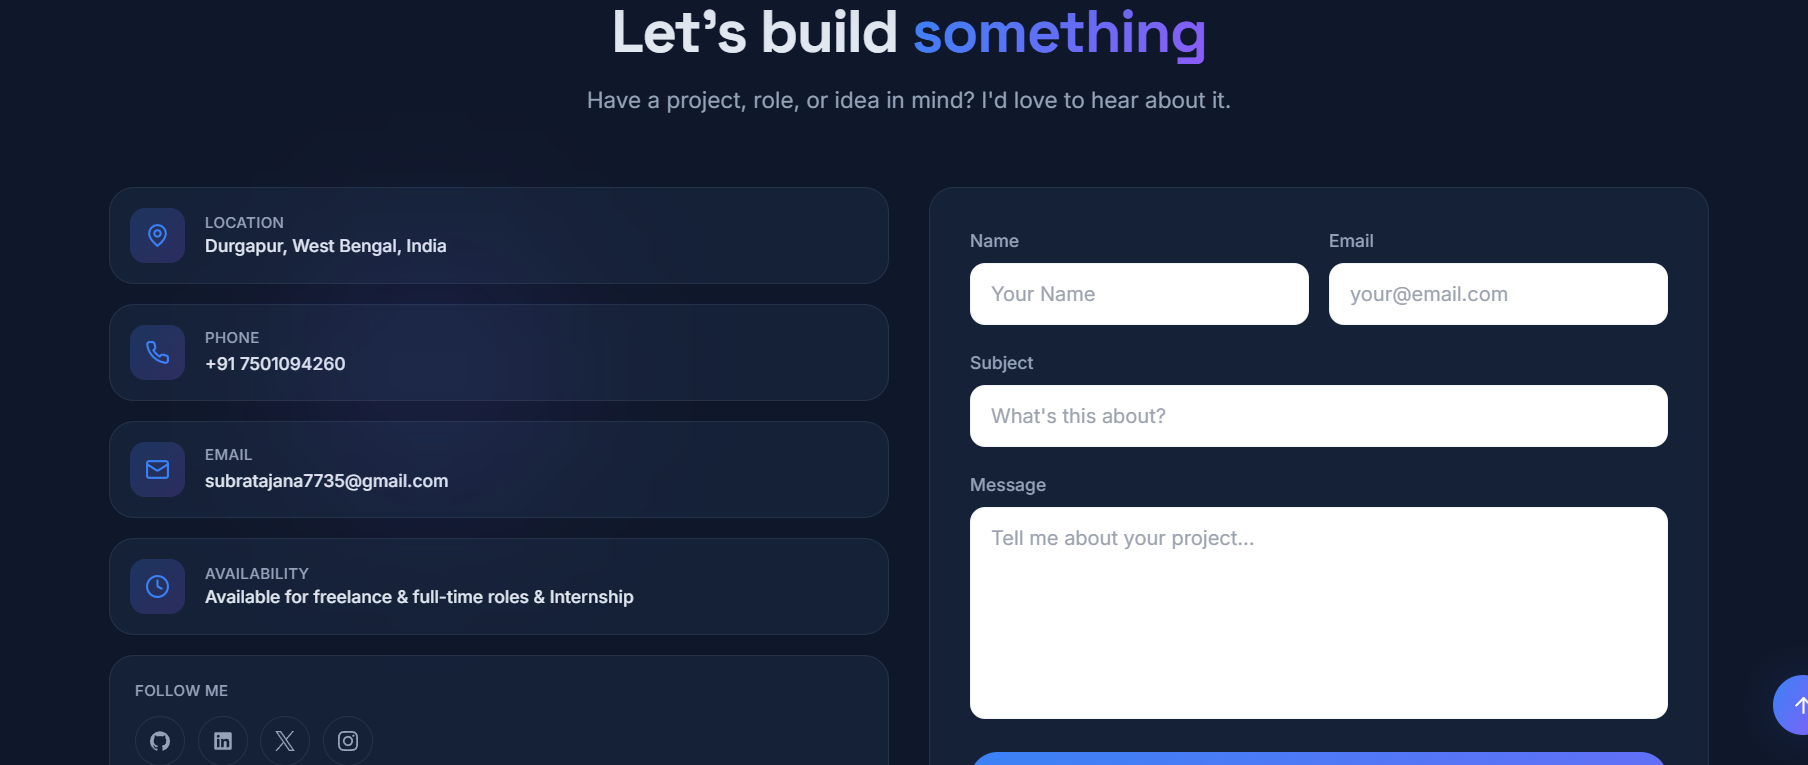 Let's build something
Have a project, role, or idea in mind? I'd love to hear about it.
LOCATION
Durgapur, West Bengal, India
PHONE
+91 7501094260
EMAIL
subratajana7735@gmail.com
AVAILABILITY
Available for freelance & full-time roles & Internship
FOLLOW ME
Name
Your Name
Email
your@email.com
Subject
What's this about?
Message
Tell me about your project...